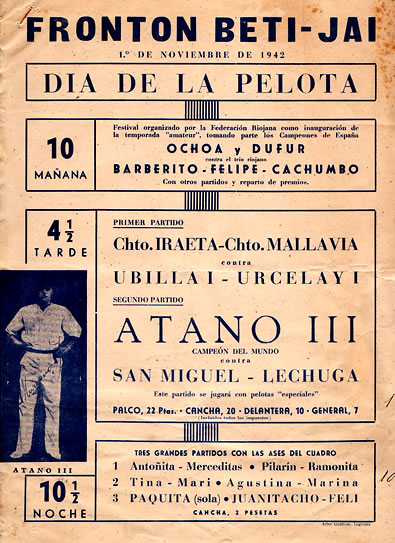 FRONTON BETI-JAI
1.º DE NOVIEMBRE DE 1942
DIA DE LA PELOTA
10
MAÑANA
Festival organizado por la Federación Riojana como inauguración de
la temporada "amateur", tomando parte los Campeones de España
OCHOA y DUFUR
contra el trío riojano
BARBERITO - FELIPE - CACHUMBO
Con otros partidos y reparto de premios.
4 1/2
TARDE
PRIMER PARTIDO
Chto. IRAETA-Chto. MALLAVIA
contra
UBILLA I - URCELAY I
SEGUNDO PARTIDO
ATANO III
CAMPEÓN DEL MUNDO
contra
SAN MIGUEL - LECHUGA
Este partido se jugará con pelotas "especiales"
PALCO, 22 Ptas. • CANCHA, 20 • DELANTERA, 10 • GENERAL, 7
(Incluídos todos los impuestos)
ATANO III
10 1/2
NOCHE
TRES GRANDES PARTIDOS CON LAS ASES DEL CUADRO
1 Antoñita - Merceditas • Pilarín - Ramonita
2 Tina - Mari • Agustina - Marina
3 PAQUITA (sola) • JUANITACHO - FELI
CANCHA, 2 PESETAS